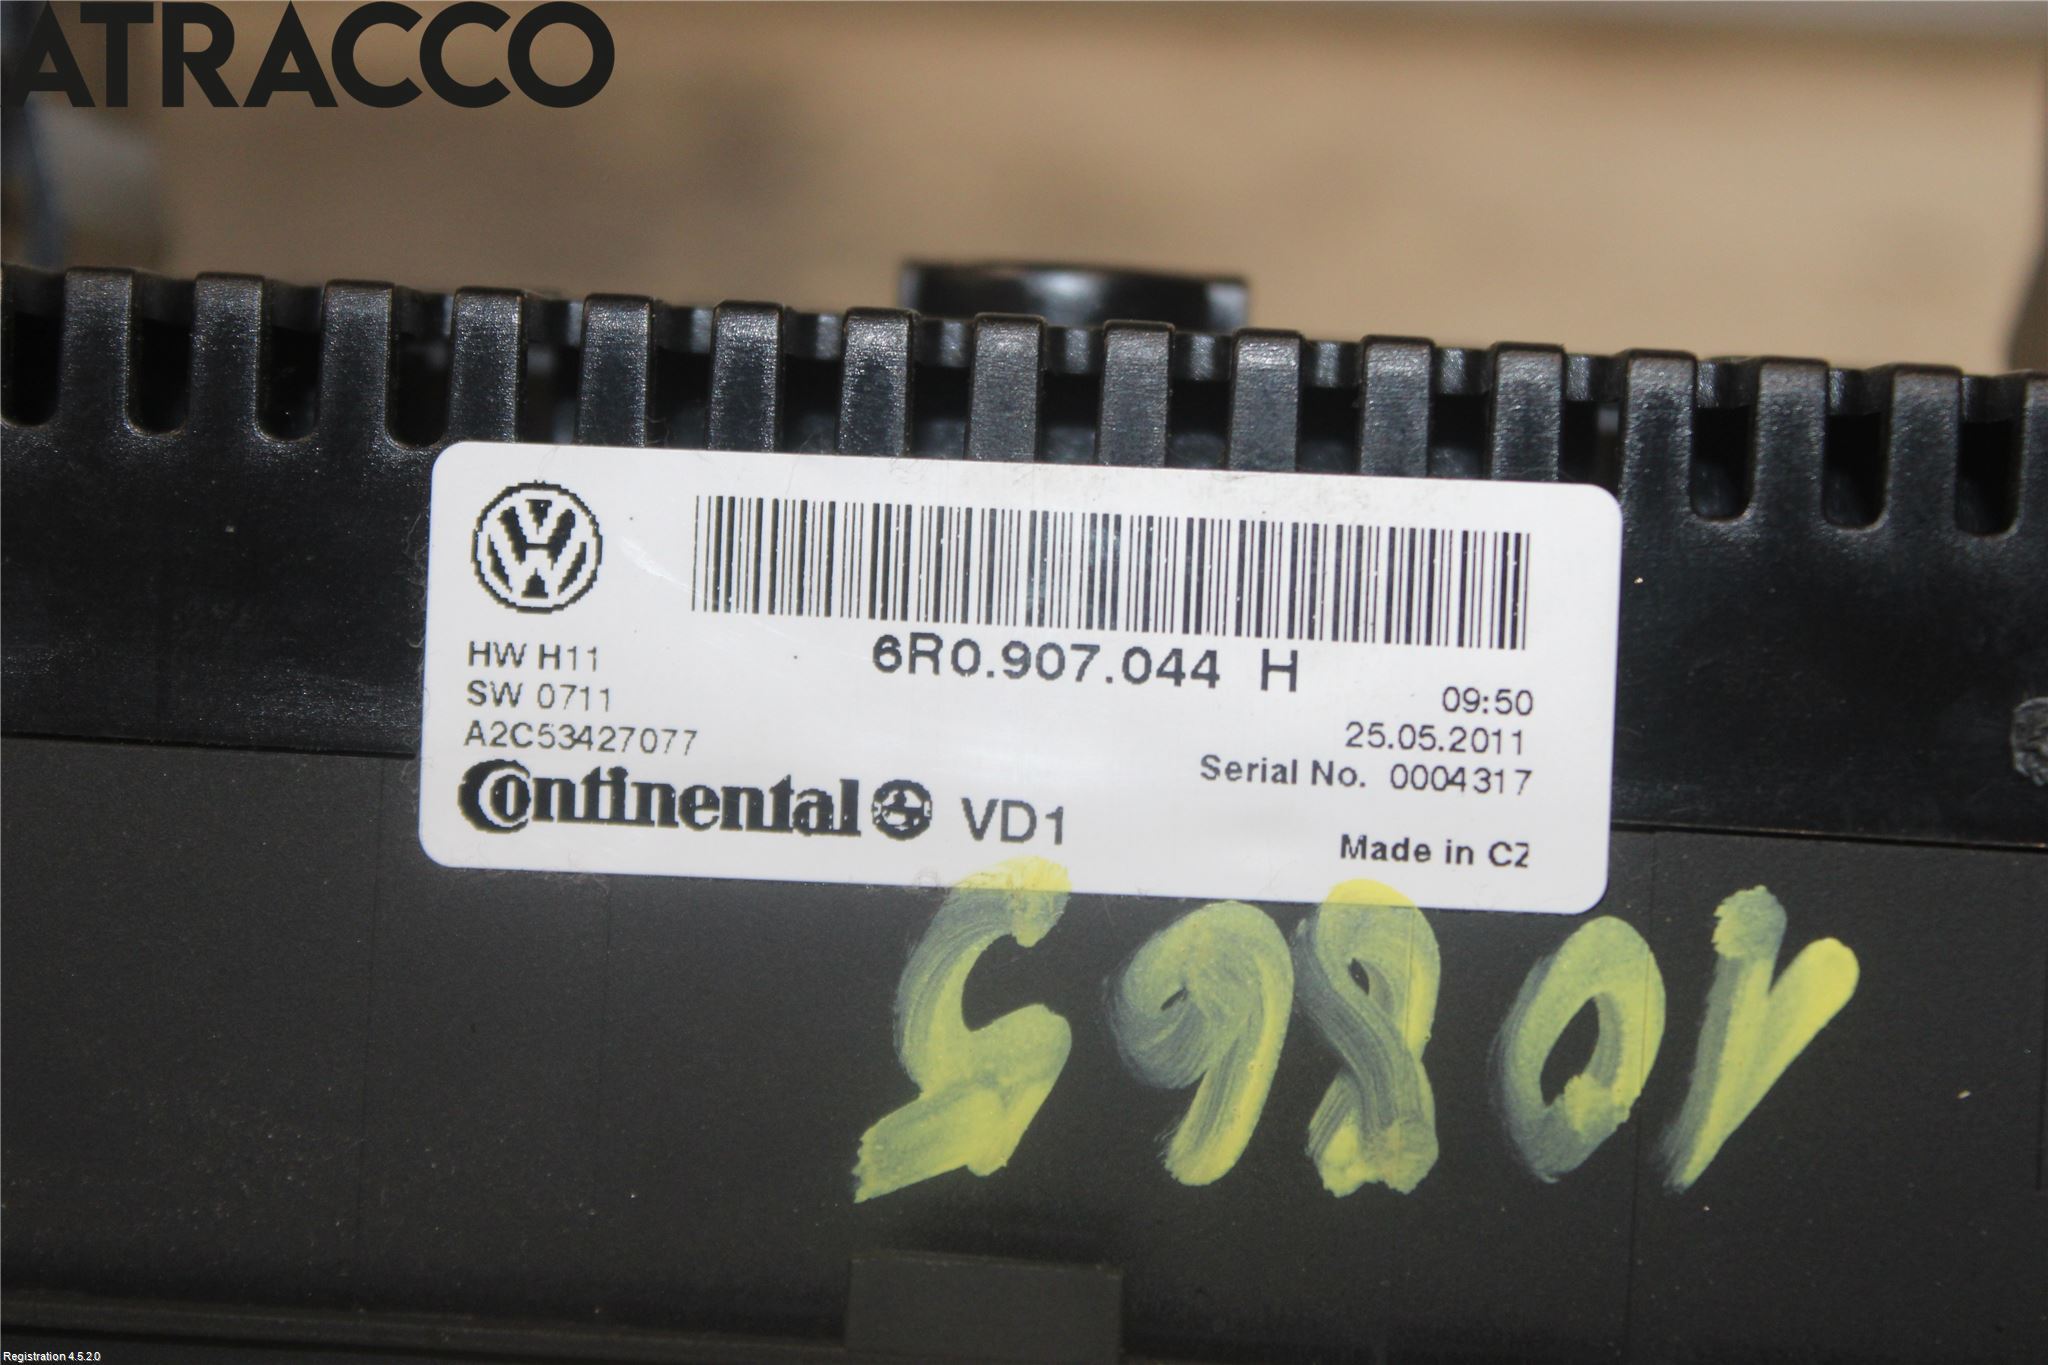 ATRACCO
6R0.907.044 H
HW H11
SW 0711
A2C53427077
Continental VD1
09:50
25.05.2011
Serial No. 0004317
Made in CZ
10865
Registration 4.5.2.0